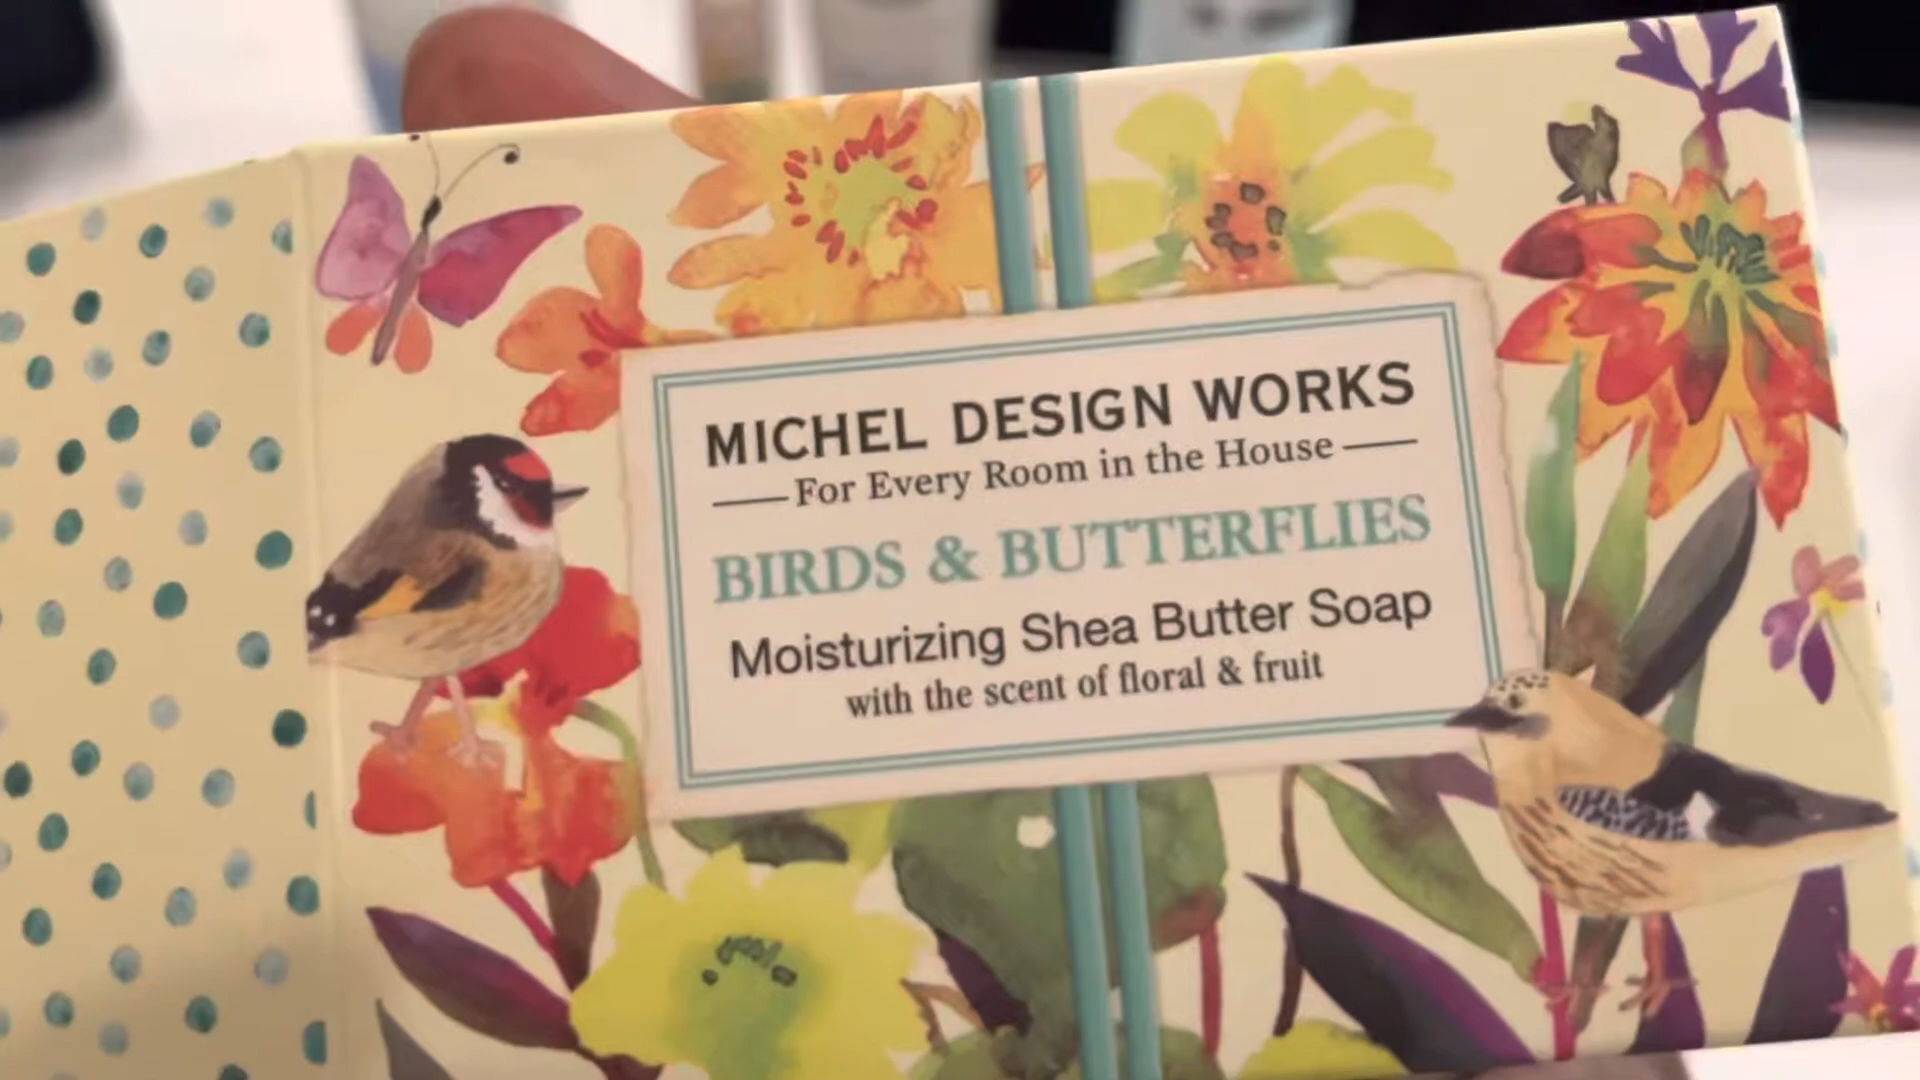 MICHEL DESIGN WORKS
For Every Room in the House
BIRDS & BUTTERFLIES
Moisturizing Shea Butter Soap
with the scent of floral & fruit